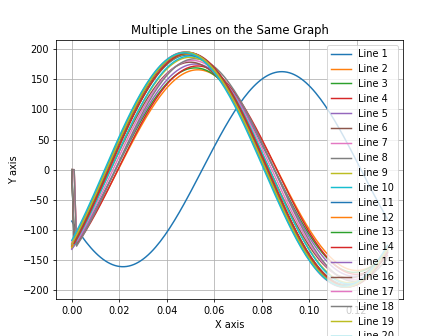 Multiple Lines on the Same Graph
200
150
100
50
0
−50
−100
−150
−200
Y axis
0.00
0.02
0.04
0.06
0.08
0.10
X axis
Line 1
Line 2
Line 3
Line 4
Line 5
Line 6
Line 7
Line 8
Line 9
Line 10
Line 11
Line 12
Line 13
Line 14
Line 15
Line 16
Line 17
Line 18
Line 19
Line 20